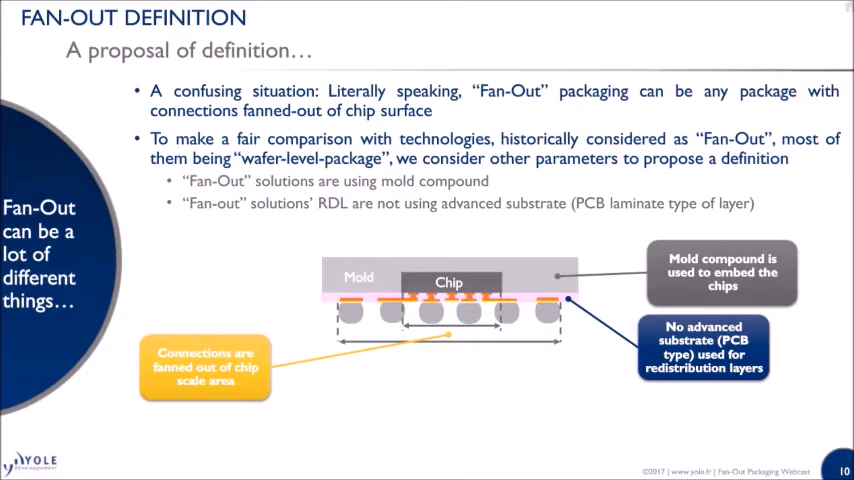 FAN-OUT DEFINITION
A proposal of definition...
• A confusing situation: Literally speaking, "Fan-Out" packaging can be any package with
connections fanned-out of chip surface
• To make a fair comparison with technologies, historically considered as "Fan-Out", most of
them being "wafer-level-package", we consider other parameters to propose a definition
• "Fan-Out" solutions are using mold compound
• "Fan-out" solutions' RDL are not using advanced substrate (PCB laminate type of layer)
Fan-Out
can be a
lot of
different
things...
Mold
Chip
Mold compound is
used to embed the
chips
No advanced
substrate (PCB
type) used for
redistribution layers
Connections are
fanned out of chip
scale area
YOLE
Développement
©2017 | www.yole.fr | Fan-Out Packaging Webcast
10